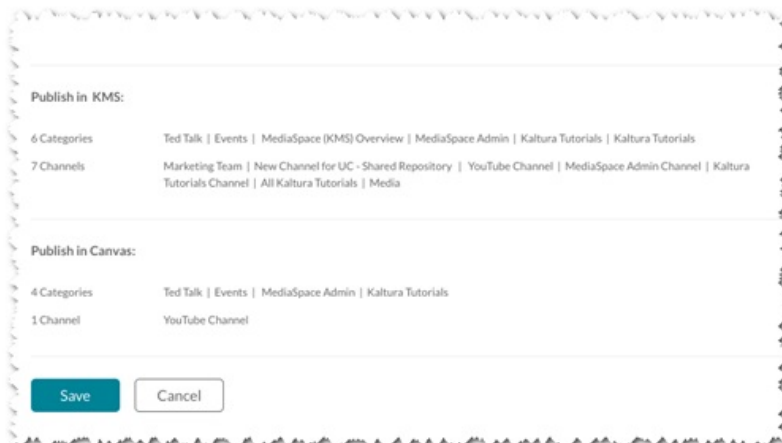 Publish in KMS:
6 Categories Ted Talk | Events | MediaSpace (KMS) Overview | MediaSpace Admin | Kaltura Tutorials | Kaltura Tutorials
7 Channels Marketing Team | New Channel for UC - Shared Repository | YouTube Channel | MediaSpace Admin Channel | Kaltura
Tutorials Channel | All Kaltura Tutorials | Media
Publish in Canvas:
4 Categories Ted Talk | Events | MediaSpace Admin | Kaltura Tutorials
1 Channel YouTube Channel
Save Cancel